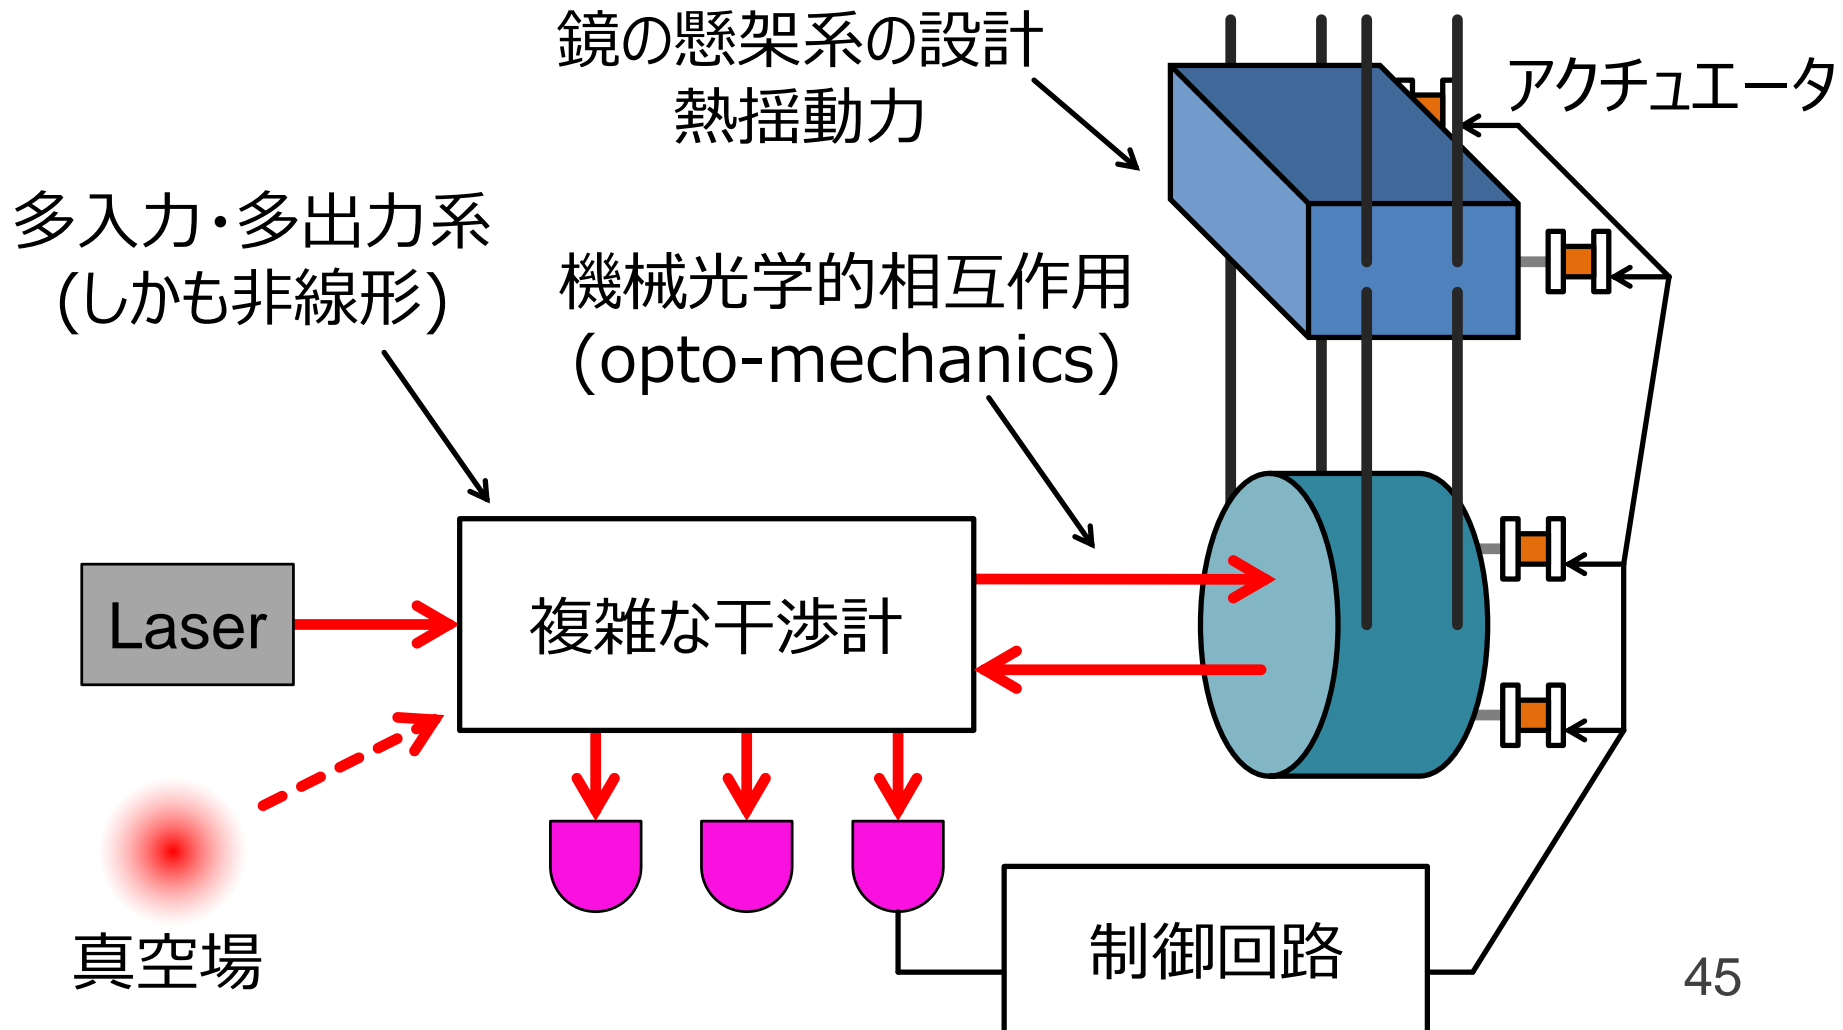 鏡の懸架系の設計
熱揺動力
アクチュエータ
多入力・多出力系
(しかも非線形)
機械光学的相互作用
(opto-mechanics)
Laser
複雑な干渉計
真空場
制御回路
45